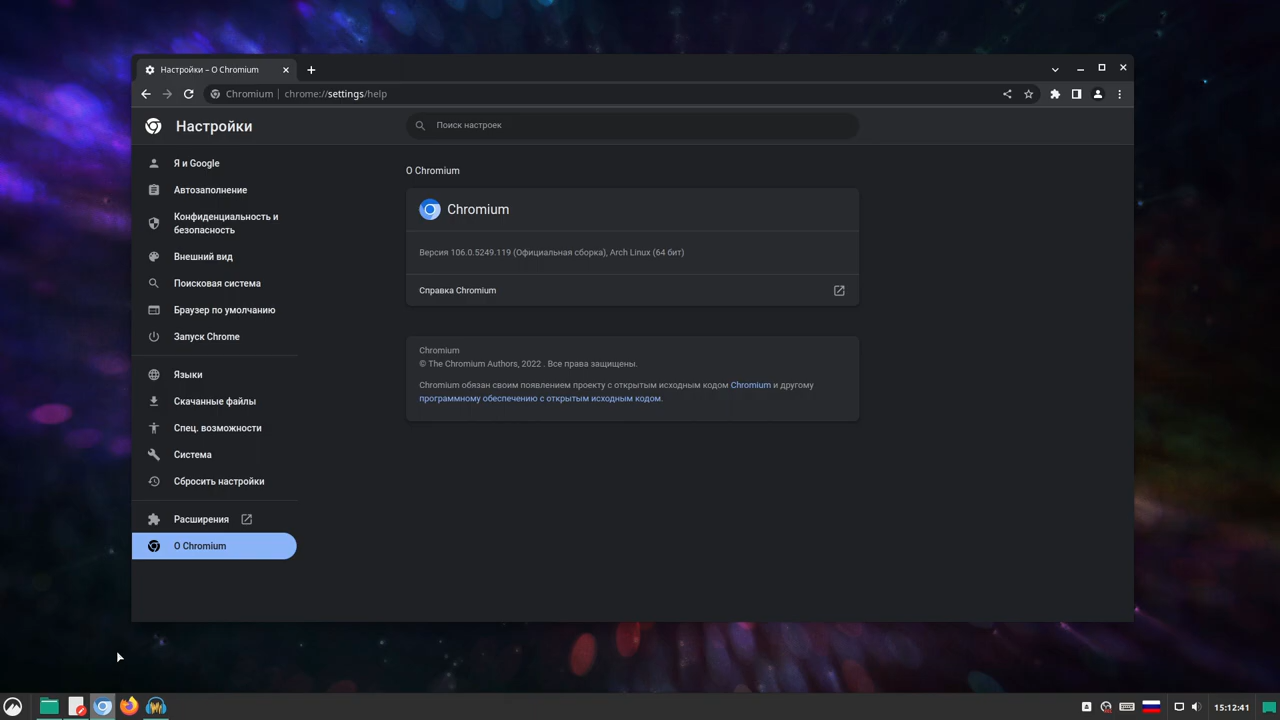 Настройки – О Chromium
Chromium
chrome://settings/help
Настройки
Поиск настроек
Я и Google
Автозаполнение
Конфиденциальность и
безопасность
Внешний вид
Поисковая система
Браузер по умолчанию
Запуск Chrome
Языки
Скачанные файлы
Спец. возможности
Система
Сбросить настройки
Расширения
О Chromium
О Chromium
Chromium
Версия 106.0.5249.119 (Официальная сборка), Arch Linux (64 бит)
Справка Chromium
Chromium
© The Chromium Authors, 2022 . Все права защищены.
Chromium обязан своим появлением проекту с открытым исходным кодом Chromium и другому
программному обеспечению с открытым исходным кодом.
15:12:41